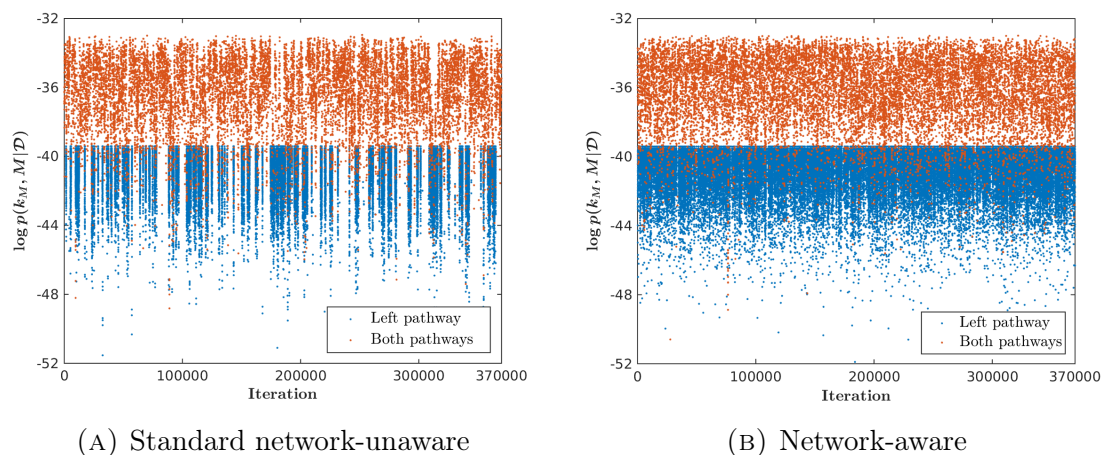 -32
-36
-40
-44
-48
-52
log p(k_M, M|𝒟)
0
100000
200000
300000
370000
Iteration
Left pathway
Both pathways
(A) Standard network-unaware
-32
-36
-40
-44
-48
-52
log p(k_M, M|𝒟)
0
100000
200000
300000
370000
Iteration
Left pathway
Both pathways
(B) Network-aware